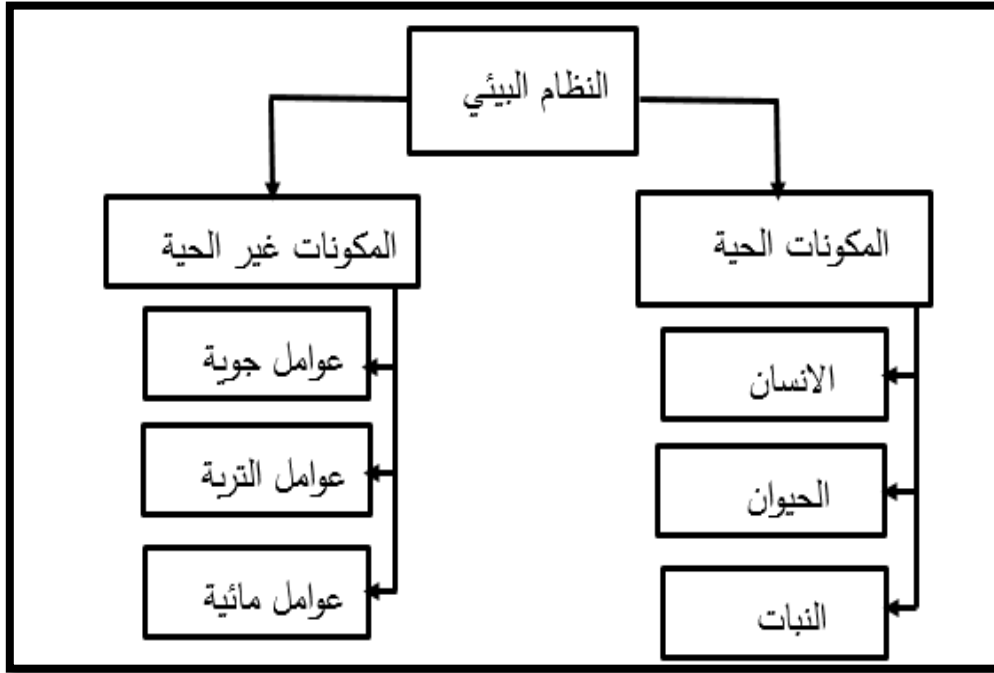 النظام البيئي
المكونات الحية
المكونات غير الحية
الانسان
عوامل جوية
الحيوان
عوامل التربة
النبات
عوامل مائية